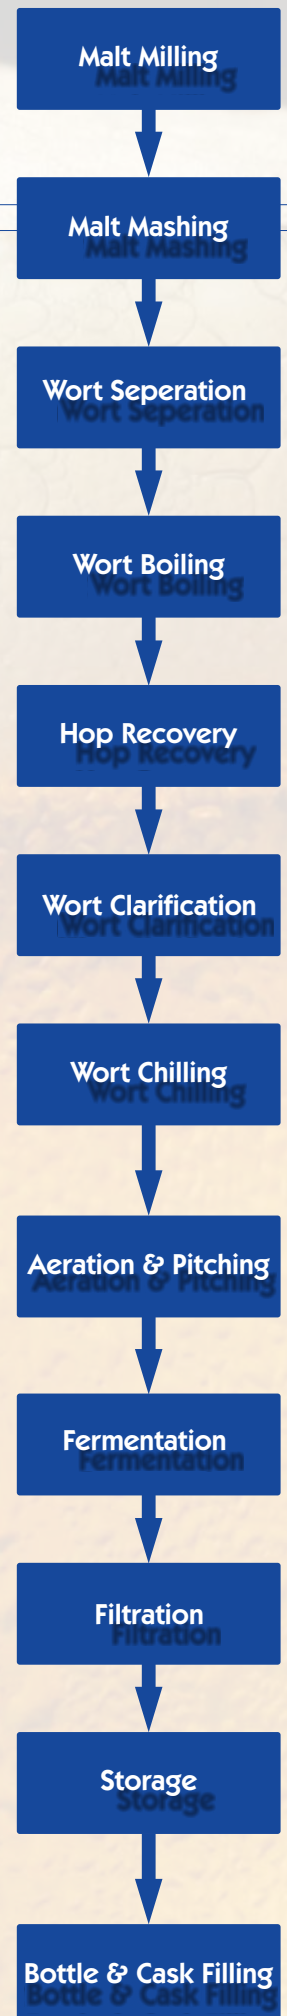 Malt Milling
Malt Mashing
Wort Seperation
Wort Boiling
Hop Recovery
Wort Clarification
Wort Chilling
Aeration & Pitching
Fermentation
Filtration
Storage
Bottle & Cask Filling